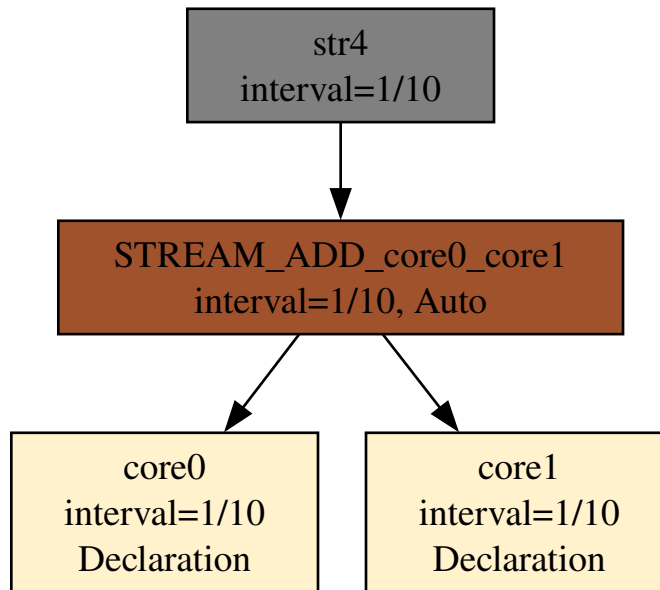 str4
interval=1/10
STREAM_ADD_core0_core1
interval=1/10, Auto
core0
interval=1/10
Declaration
core1
interval=1/10
Declaration